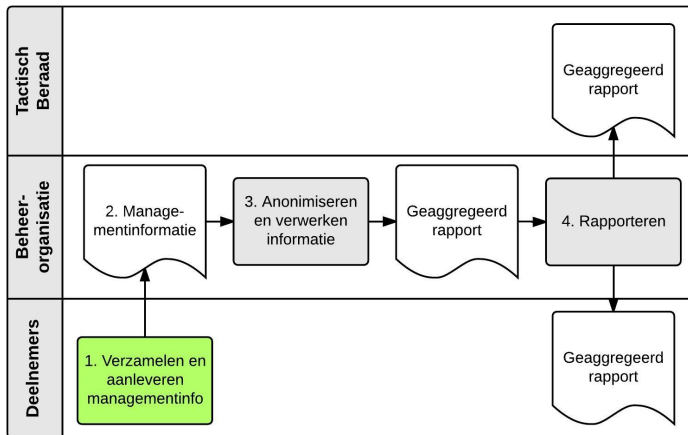 Tactisch
Beraad
Geaggregeerd
rapport
Beheer-
organisatie
2. Manage-
mentinformatie
3. Anonimiseren
en verwerken
informatie
Geaggregeerd
rapport
4. Rapporteren
Deelnemers
1. Verzamelen en
aanleveren
managementinfo
Geaggregeerd
rapport